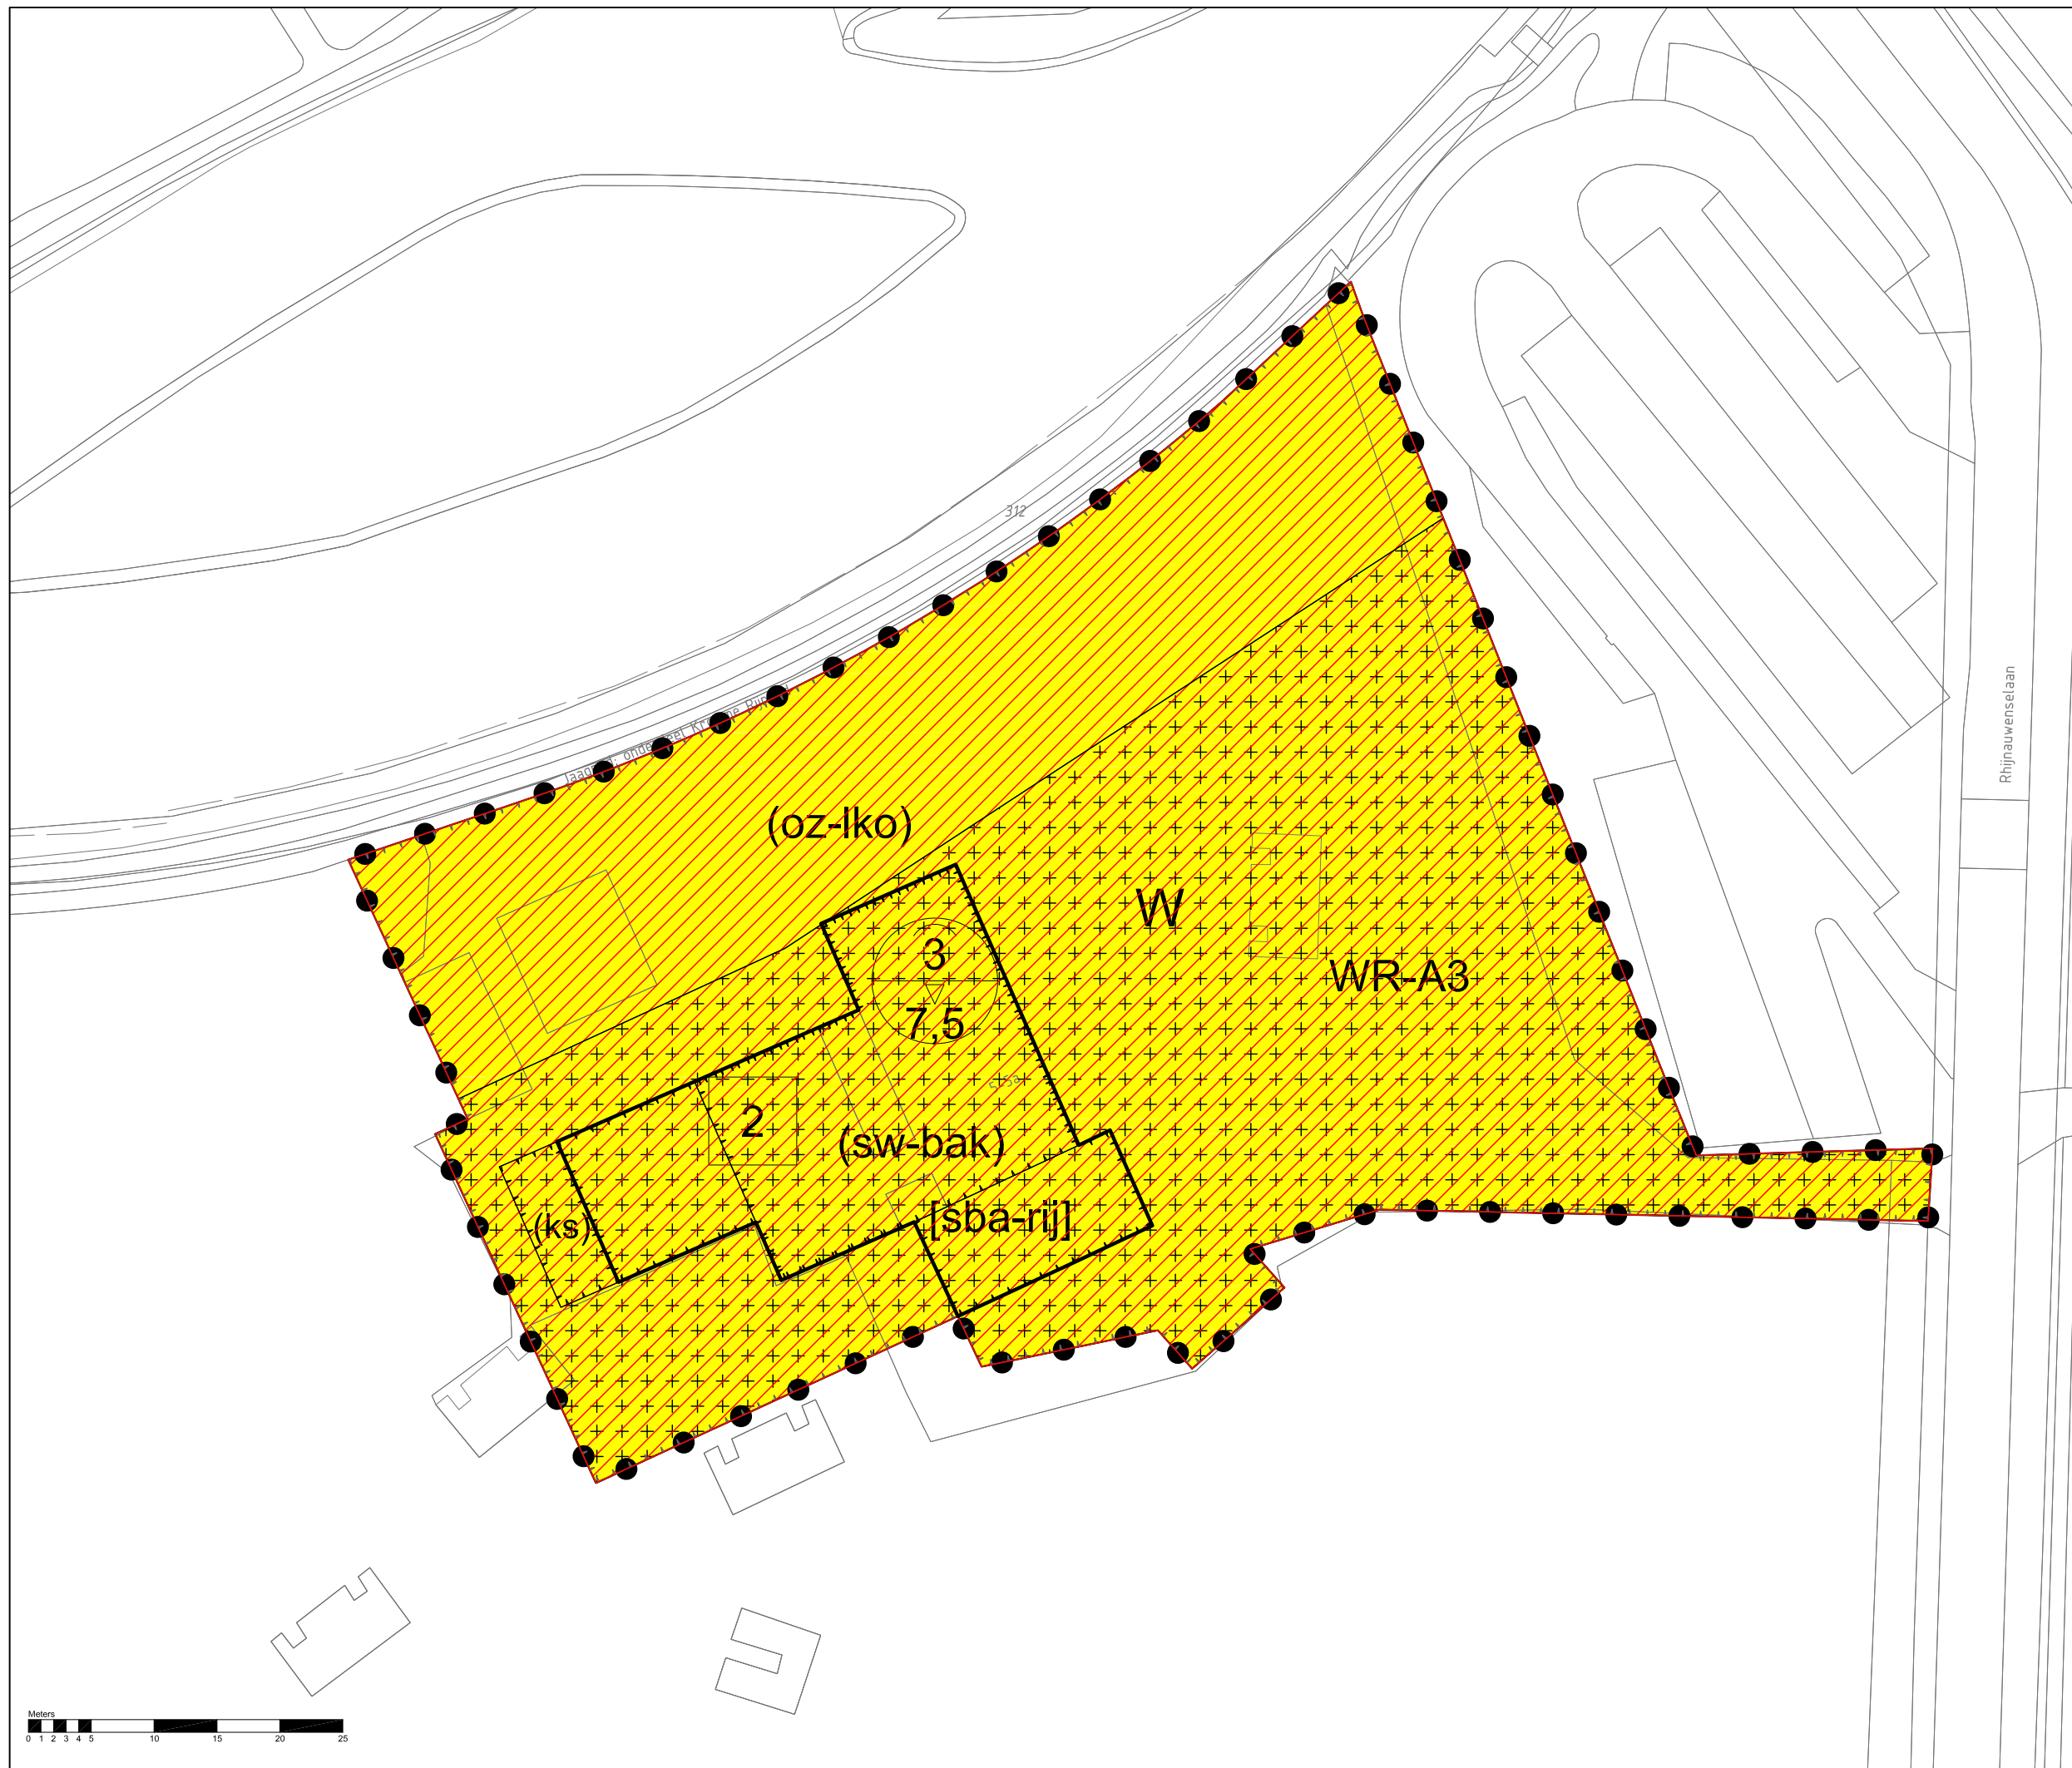 312
Rhijnauwenselaan
(oz-lko)
W
3
WR-A3
7,5
2
(sw-bak)
[sba-rij]
(ks)
Meters
0 1 2 3 4 5 10 15 20 25